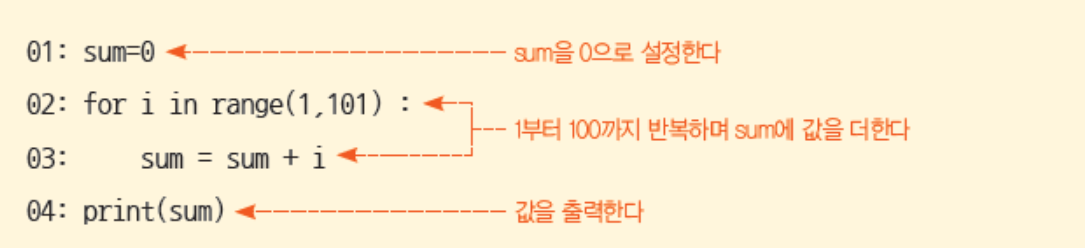 01: sum=0 sum을 0으로 설정한다
02: for i in range(1,101) :
1부터 100까지 반복하며 sum에 값을 더한다
03:     sum = sum + i
04: print(sum) 값을 출력한다